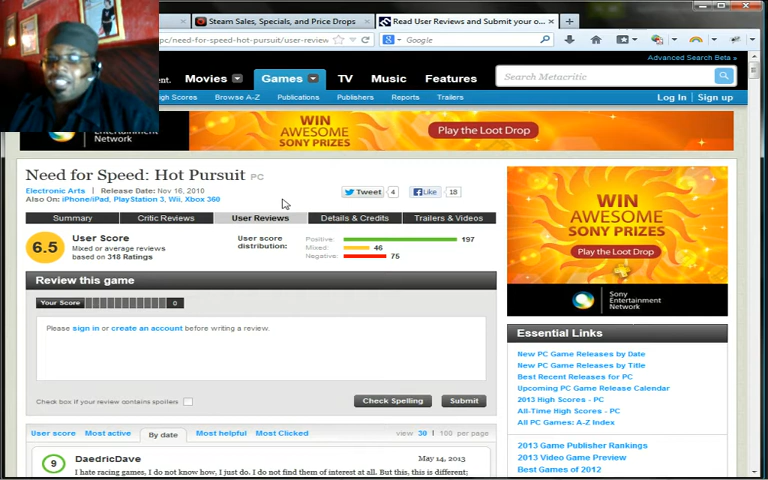 Steam Sales, Specials, and Price Drops
Read User Reviews and Submit your o...
pc/need-for-speed-hot-pursuit/user-review
Google
Advanced Search Beta »
ent.
Movies
Games
TV
Music
Features
Search Metacritic
gh Scores
Browse A-Z
Publications
Publishers
Reports
Trailers
Log In
Sign up
Entertainment
Network
WIN
AWESOME
SONY PRIZES
Play the Loot Drop
Need for Speed: Hot Pursuit PC
Electronic Arts | Release Date: Nov 16, 2010
Also On: iPhone/iPad, PlayStation 3, Wii, Xbox 360
Tweet 4
Like 18
Summary
Critic Reviews
User Reviews
Details & Credits
Trailers & Videos
6.5
User Score
Mixed or average reviews
based on 318 Ratings
User score
distribution:
Positive: 197
Mixed: 46
Negative: 75
Review this game
Your Score 0
Please sign in or create an account before writing a review.
Check box if your review contains spoilers
Check Spelling
Submit
User score
Most active
By date
Most helpful
Most Clicked
view 30 | 100 per page
9
DaedricDave
May 14, 2013
I hate racing games, I do not know how, I just do. I do not find them of interest at all. But this, this is different;
WIN
AWESOME
SONY PRIZES
Play the Loot Drop
Sony
Entertainment
Network
Essential Links
New PC Game Releases by Date
New PC Game Releases by Title
Best Recent Releases for PC
Upcoming PC Game Release Calendar
2013 High Scores - PC
All-Time High Scores - PC
All PC Games: A-Z Index
2013 Game Publisher Rankings
2013 Video Game Preview
Best Games of 2012